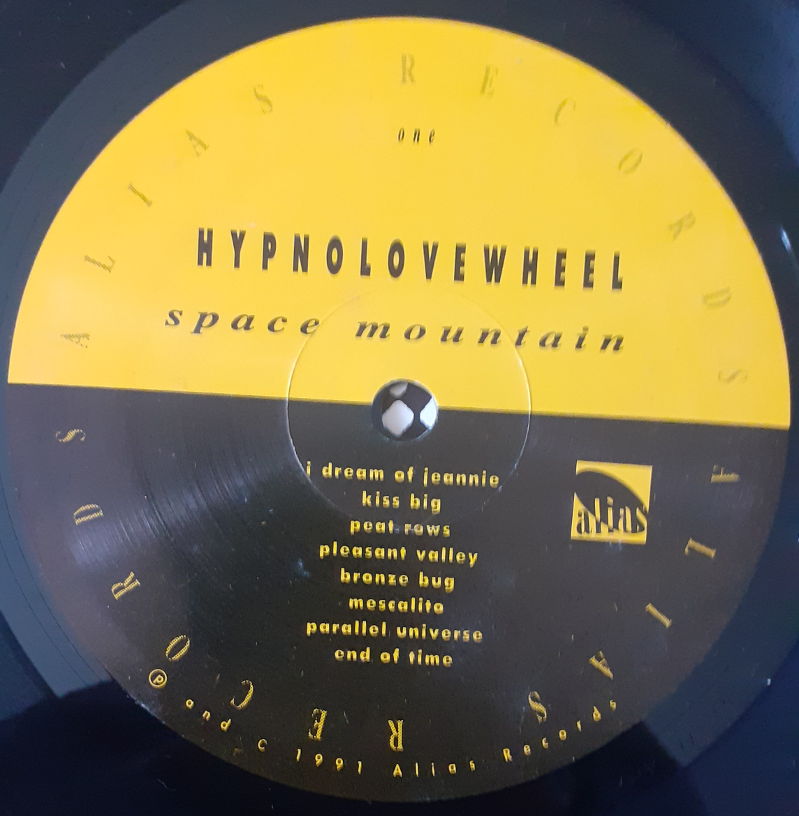 ALIAS RECORDS
one
HYPNOLOVEWHEEL
space mountain
i dream of jeannie
kiss big
peat rows
pleasant valley
bronze bug
mescalito
parallel universe
end of time
alias
ALIAS RECORDS
℗ and c 1991 Alias Records